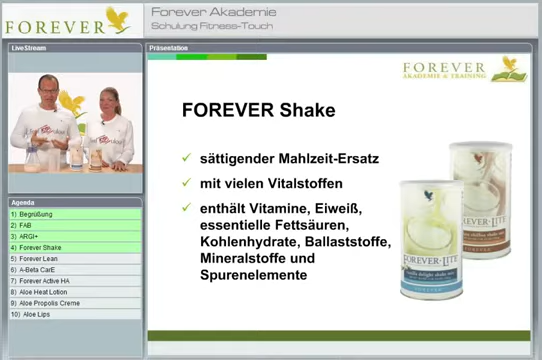 FOREVER
Forever Akademie
Schulung Fitness-Touch
LiveStream
Präsentation
FOREVER
AKADEMIE & TRAINING
FOREVER Shake
sättigender Mahlzeit-Ersatz
mit vielen Vitalstoffen
enthält Vitamine, Eiweiß,
essentielle Fettsäuren,
Kohlenhydrate, Ballaststoffe,
Mineralstoffe und
Spurenelemente
FOREVER LITE
FOREVER
FOREVER LITE
Agenda
1) Begrüßung
2) FAB
3) ARGI+
4) Forever Shake
5) Forever Lean
6) A-Beta CarE
7) Forever Active HA
8) Aloe Heat Lotion
9) Aloe Propolis Creme
10) Aloe Lips